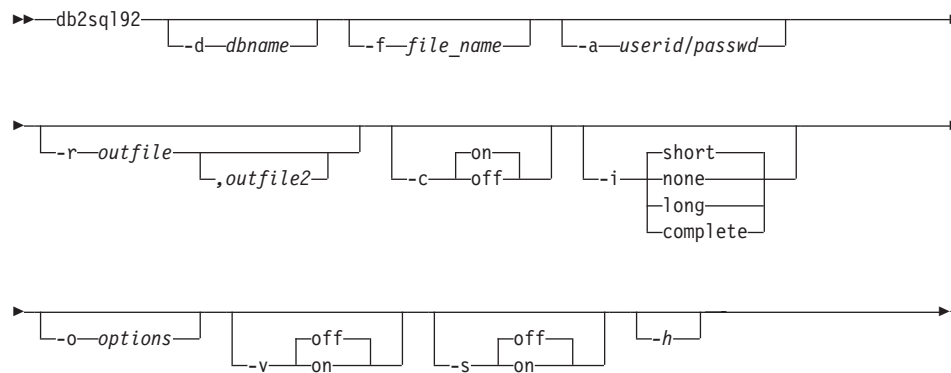 db2sql92 -d dbname -f file_name -a userid/passwd
-r outfile ,outfile2 -c on off -i short none long complete
-o options -v off on -s off on -h